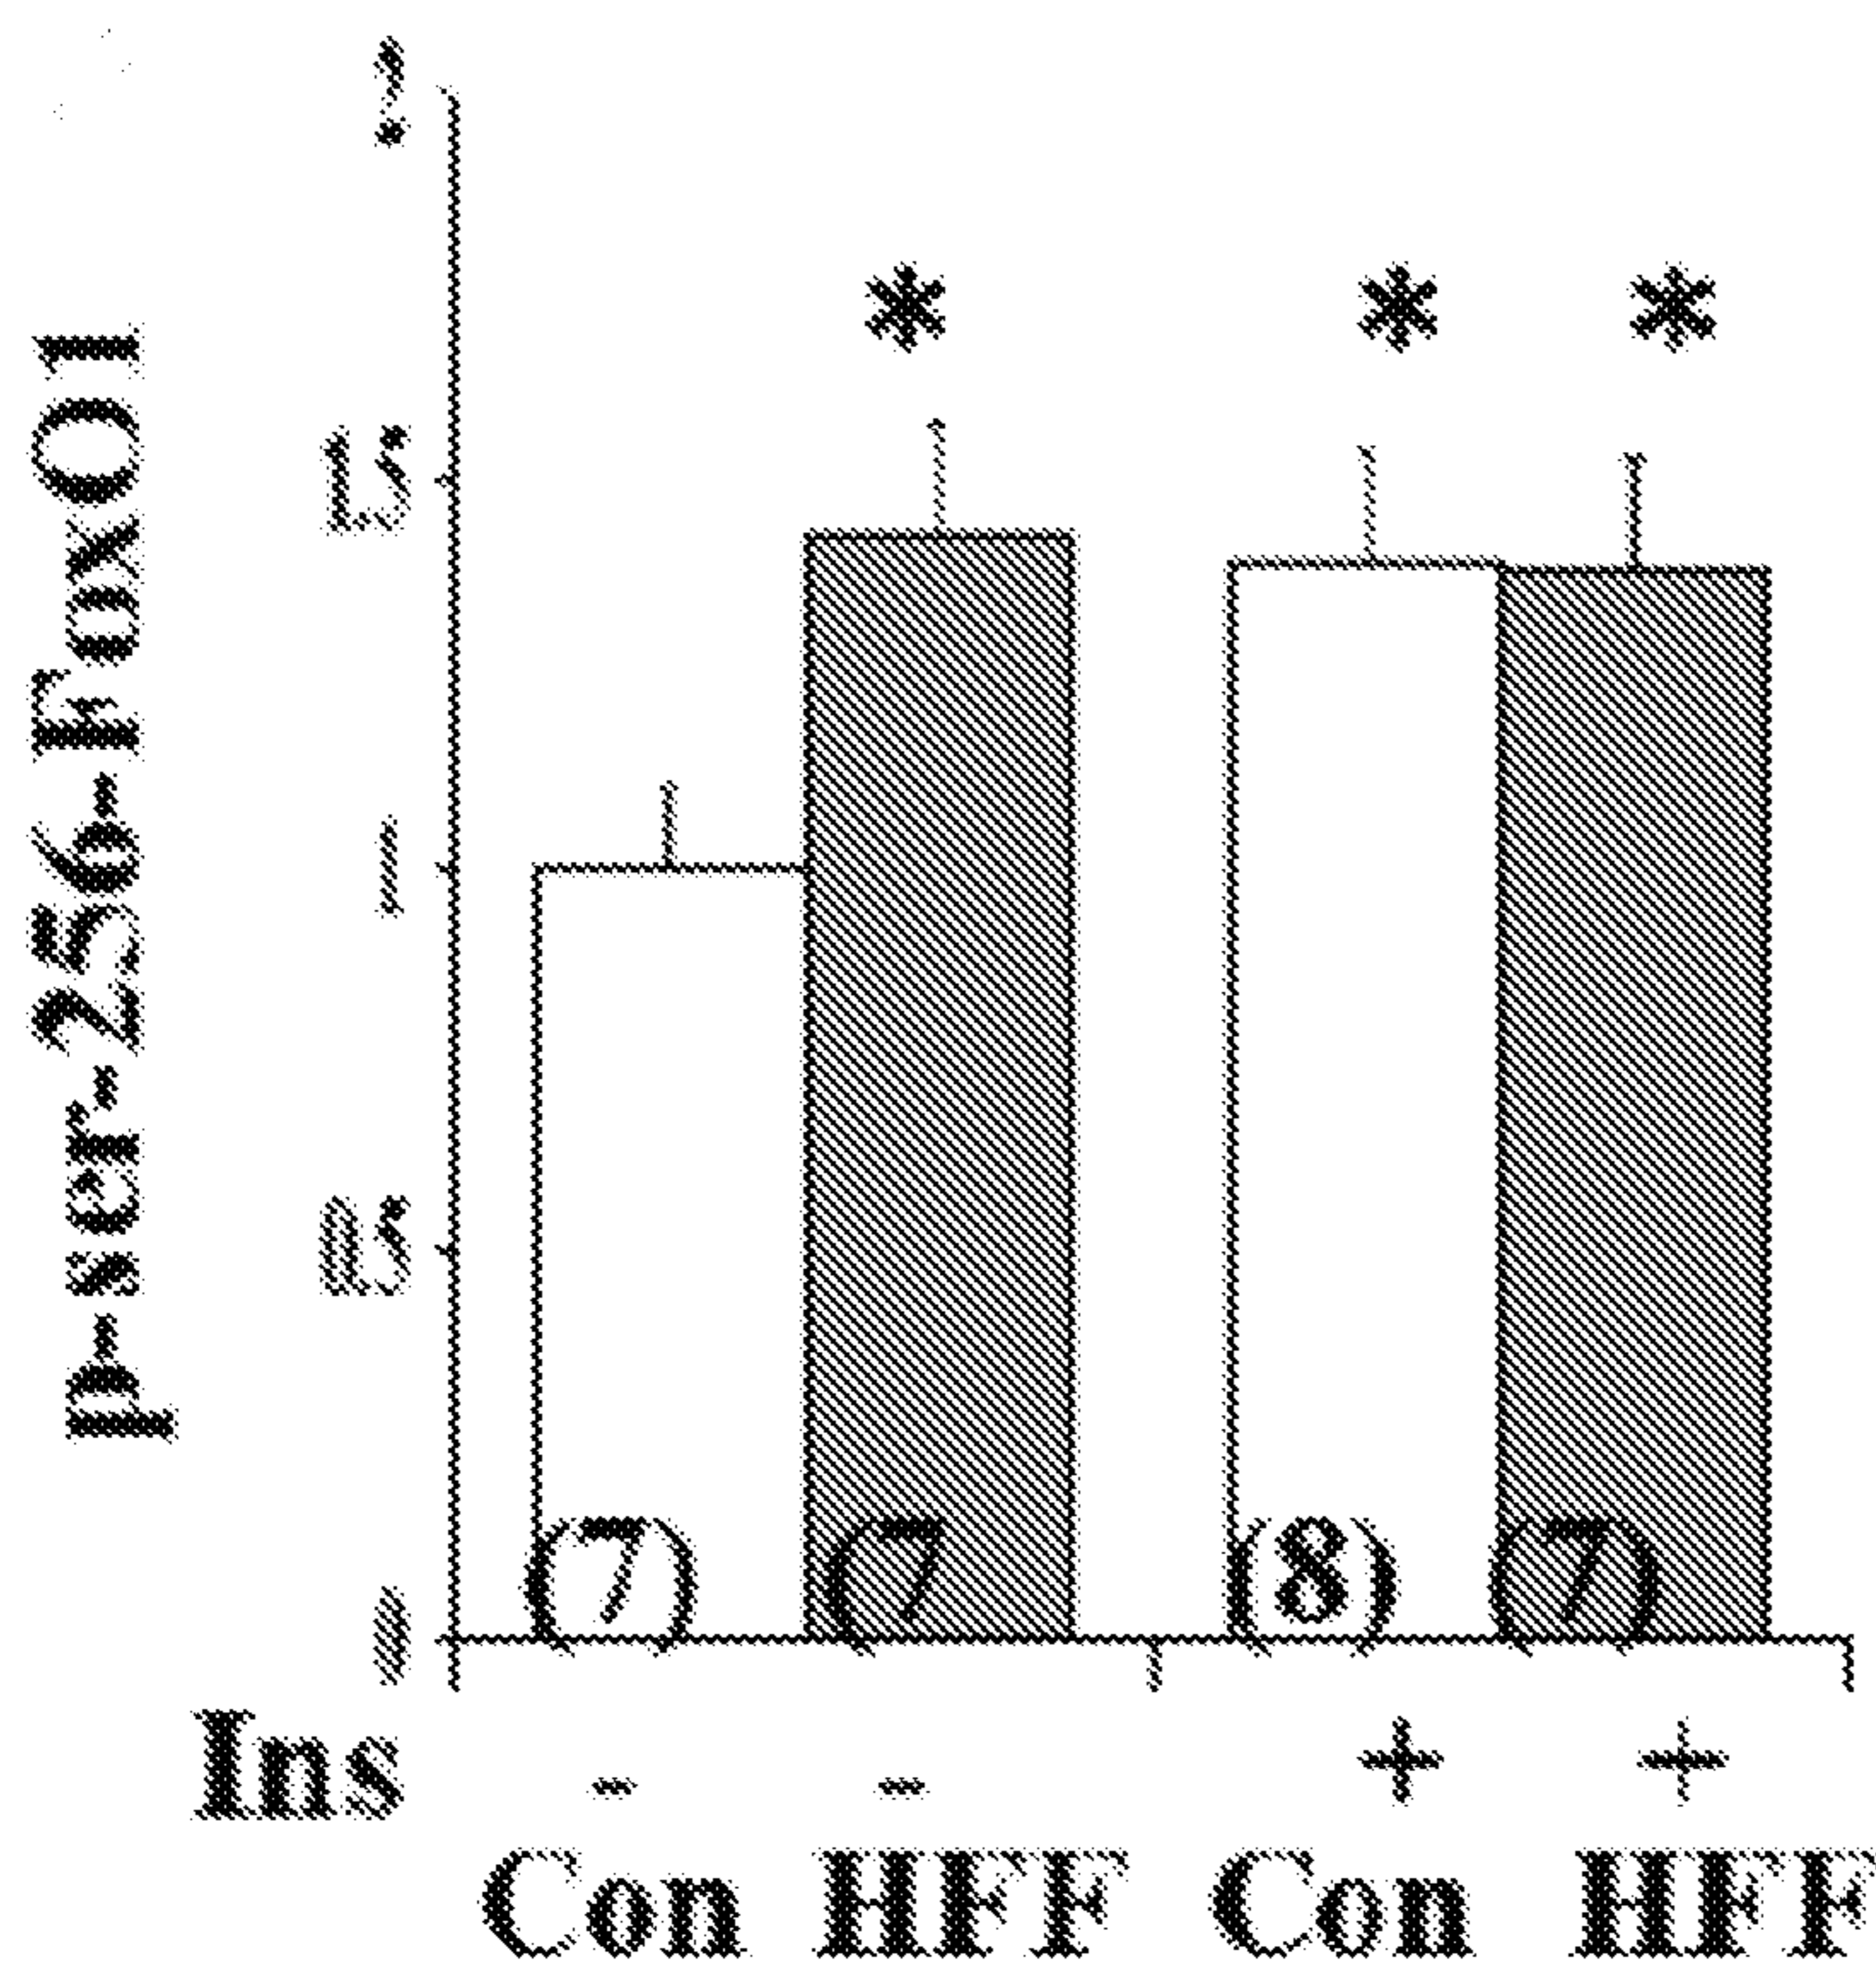 p-ser-256-FoxO1
1.5
1
0.5
0
* * *
(7) (7 (8) (7)
Ins - - + +
Con HFF Con HFF